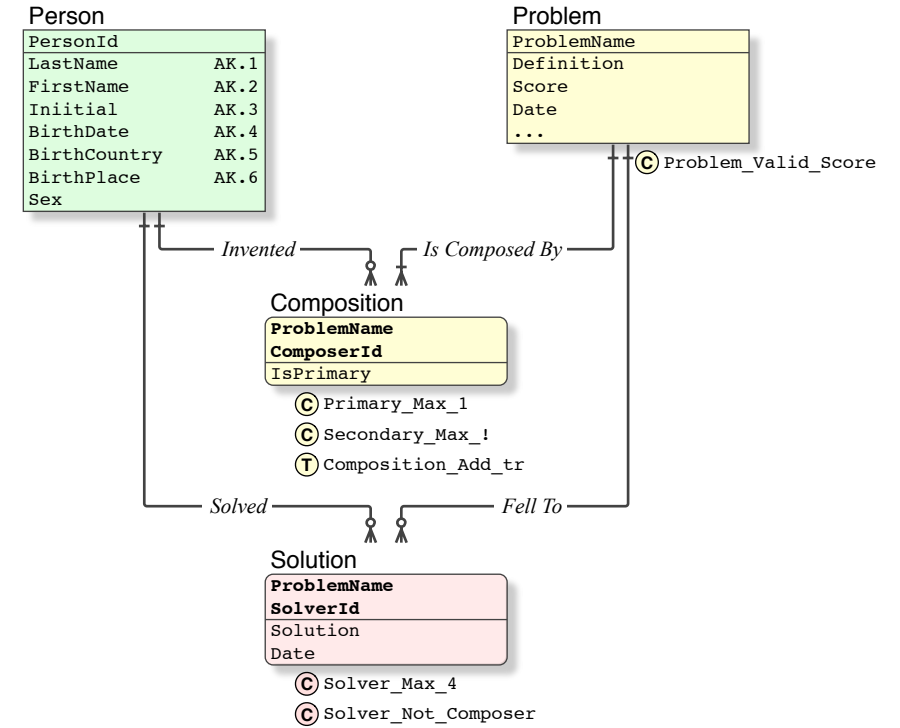 Person
PersonId
LastName AK.1
FirstName AK.2
Iniitial AK.3
BirthDate AK.4
BirthCountry AK.5
BirthPlace AK.6
Sex
Problem
ProblemName
Definition
Score
Date
...
C Problem_Valid_Score
Invented
Is Composed By
Composition
ProblemName
ComposerId
IsPrimary
C Primary_Max_1
C Secondary_Max_!
T Composition_Add_tr
Solved
Fell To
Solution
ProblemName
SolverId
Solution
Date
C Solver_Max_4
C Solver_Not_Composer